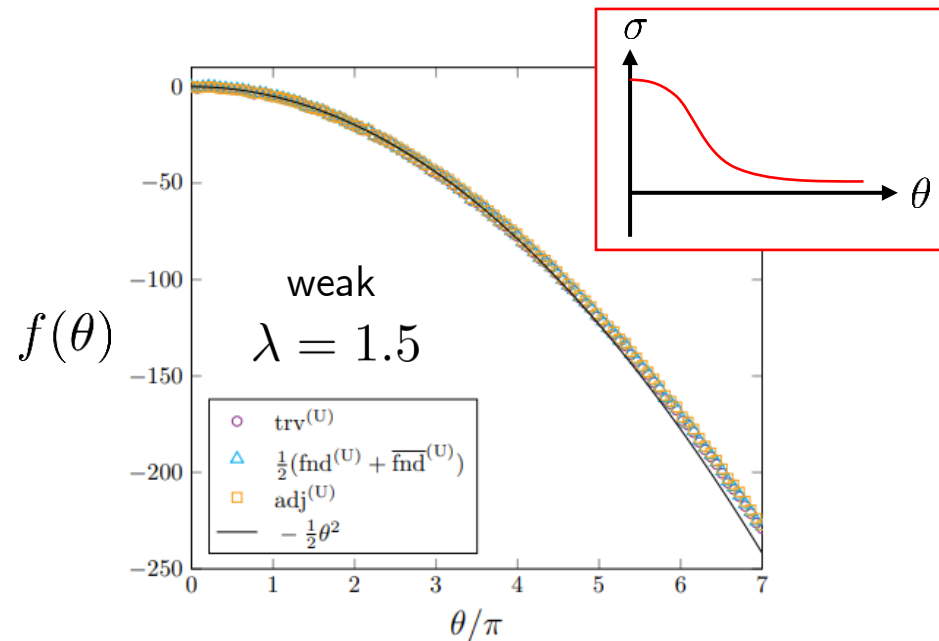 σ
θ
0
−50
−100
−150
−200
−250
f(θ)
weak
λ = 1.5
trv^(U)
½(fnd^(U) + \overline{fnd}^(U))
adj^(U)
−½θ²
0 1 2 3 4 5 6 7
θ/π